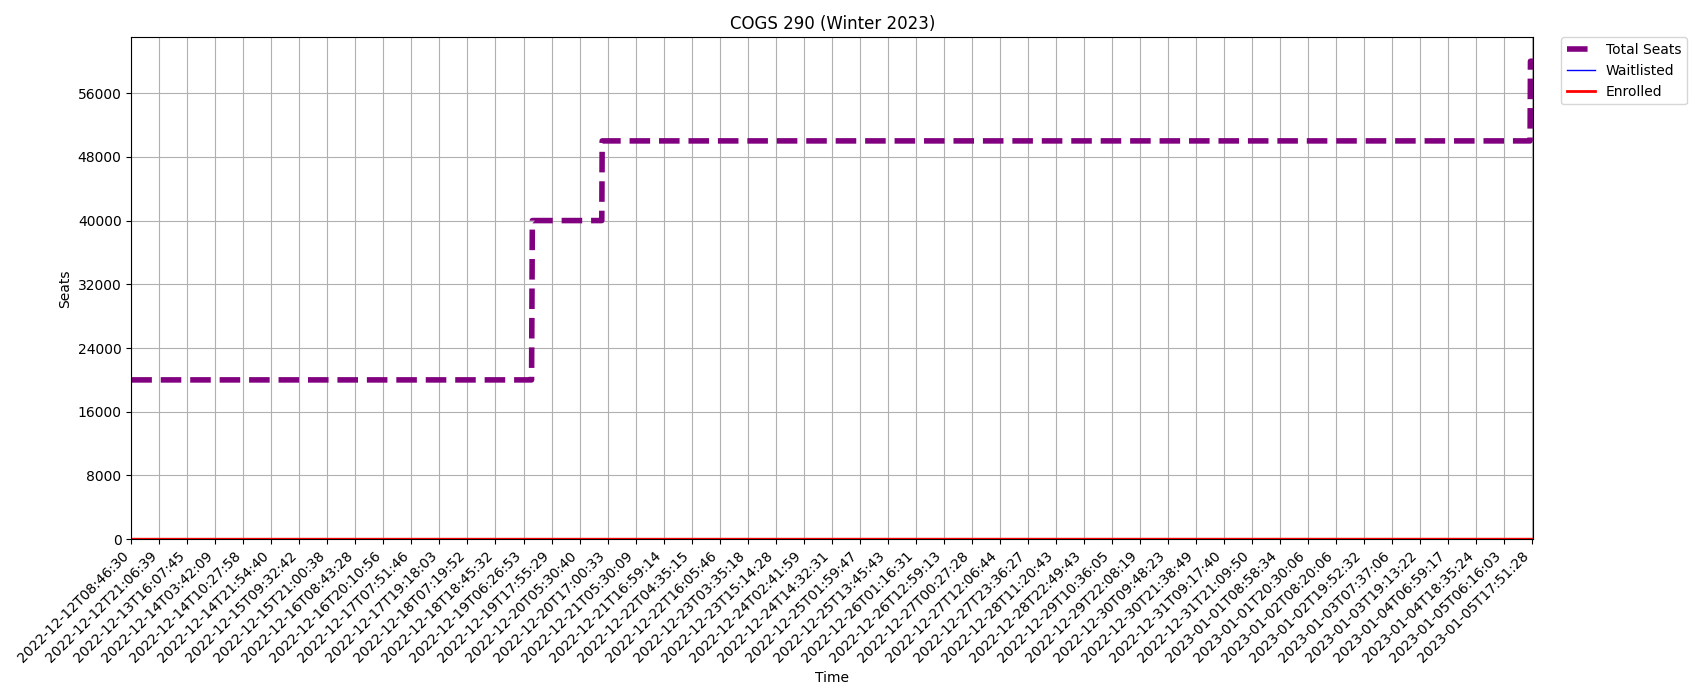 COGS 290 (Winter 2023)
Total Seats
Waitlisted
Enrolled
56000
48000
40000
32000
24000
16000
8000
0
Seats
2022-12-12T08:46:30
2022-12-12T21:06:39
2022-12-13T16:07:45
2022-12-14T03:42:09
2022-12-14T10:27:58
2022-12-14T21:54:40
2022-12-15T09:32:42
2022-12-15T21:00:38
2022-12-16T08:43:28
2022-12-16T20:10:56
2022-12-17T07:51:46
2022-12-17T19:18:03
2022-12-18T07:19:52
2022-12-18T18:45:32
2022-12-19T06:26:53
2022-12-19T17:55:29
2022-12-20T05:30:40
2022-12-20T17:00:33
2022-12-21T05:30:09
2022-12-21T16:59:14
2022-12-22T04:35:15
2022-12-22T16:05:46
2022-12-23T03:35:18
2022-12-23T15:14:28
2022-12-24T02:41:59
2022-12-24T14:32:31
2022-12-25T01:59:47
2022-12-25T13:45:43
2022-12-26T01:16:31
2022-12-26T12:59:13
2022-12-27T00:27:28
2022-12-27T12:06:44
2022-12-27T23:36:27
2022-12-28T11:20:43
2022-12-28T22:49:43
2022-12-29T10:36:05
2022-12-29T22:08:19
2022-12-30T09:48:23
2022-12-30T21:38:49
2022-12-31T09:17:40
2022-12-31T21:09:50
2023-01-01T08:58:34
2023-01-01T20:30:06
2023-01-02T08:20:06
2023-01-02T19:52:32
2023-01-03T07:37:06
2023-01-03T19:13:22
2023-01-04T06:59:17
2023-01-04T18:35:24
2023-01-05T06:16:03
2023-01-05T17:51:28
Time